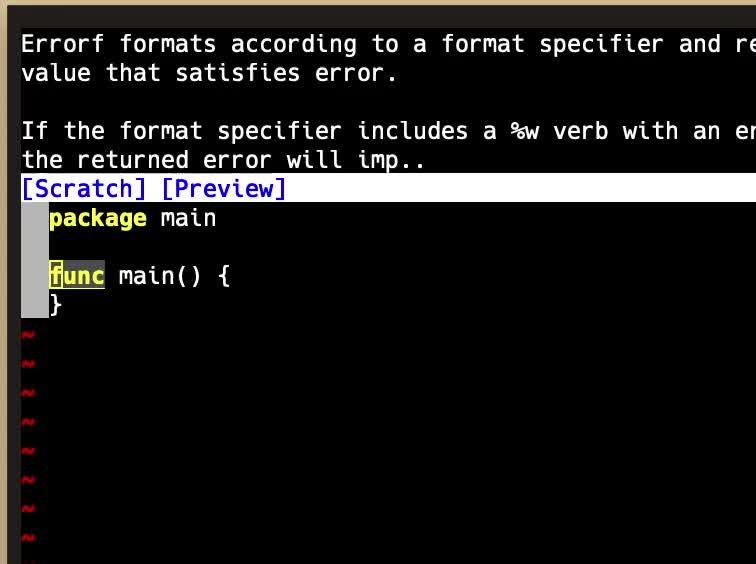 Errorf formats according to a format specifier and re
value that satisfies error.
If the format specifier includes a %w verb with an er
the returned error will imp..
[Scratch] [Preview]
package main
func main() {
}
~
~
~
~
~
~
~
~